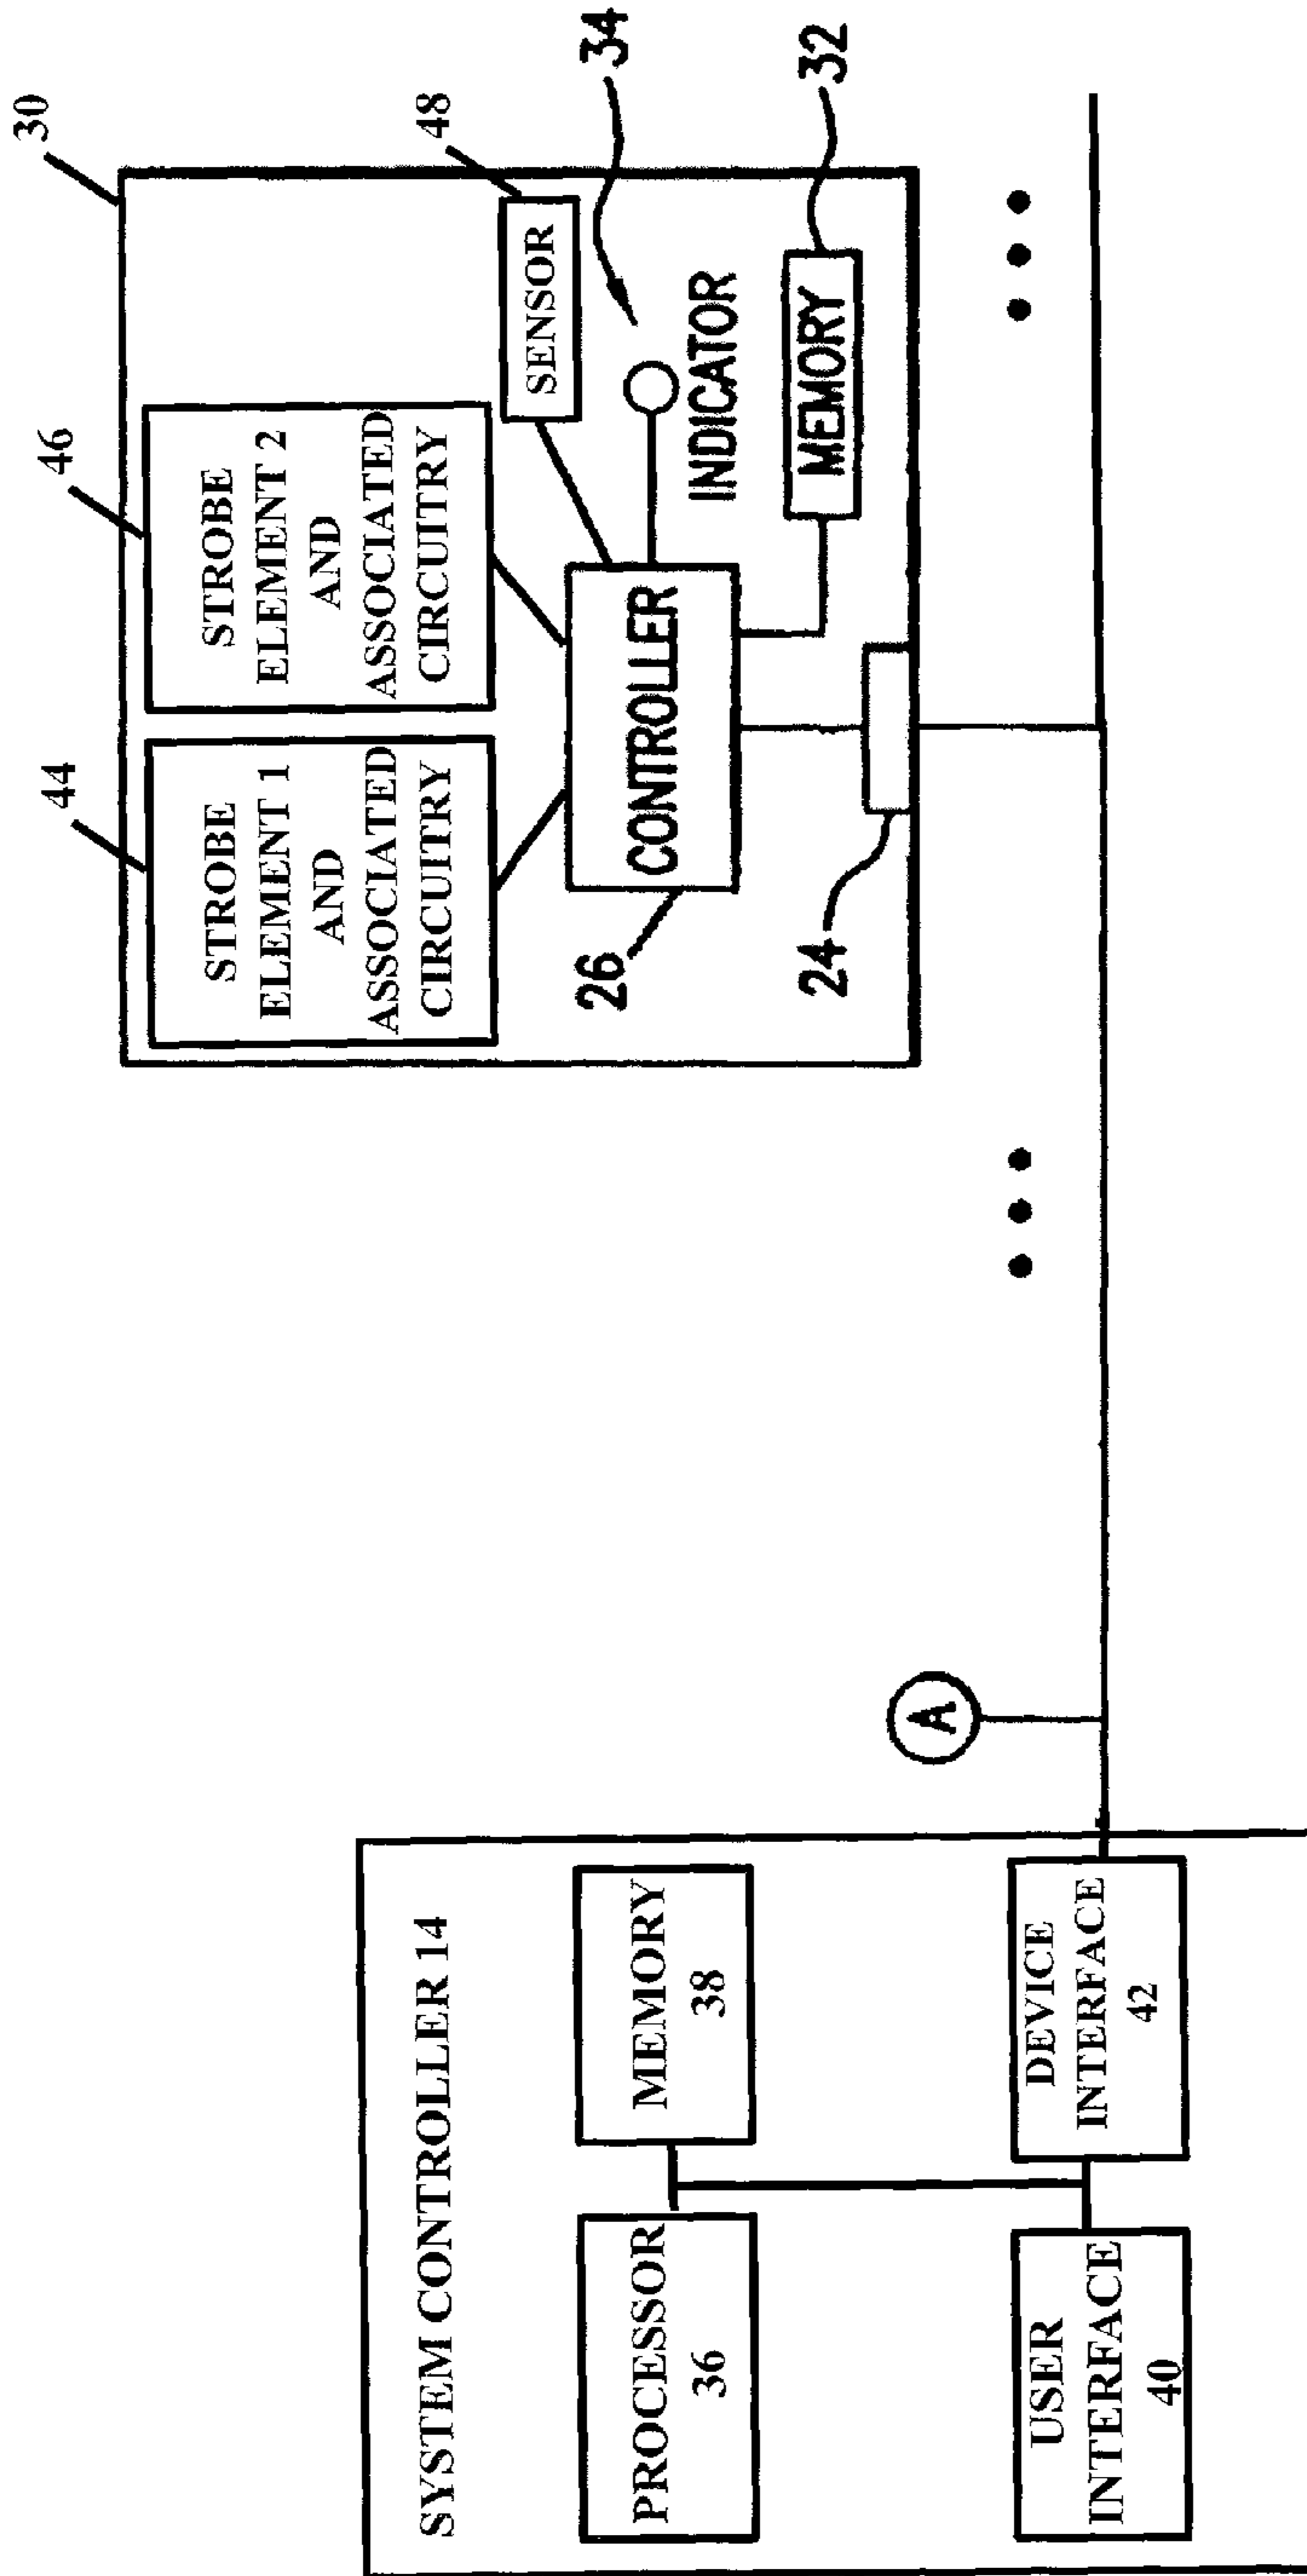 SYSTEM CONTROLLER 14
PROCESSOR
36
MEMORY
38
USER
INTERFACE
40
DEVICE
INTERFACE
42
A
30
44
STROBE
ELEMENT 1
AND
ASSOCIATED
CIRCUITRY
46
STROBE
ELEMENT 2
AND
ASSOCIATED
CIRCUITRY
SENSOR
48
CONTROLLER
26
INDICATOR
34
MEMORY
32
24